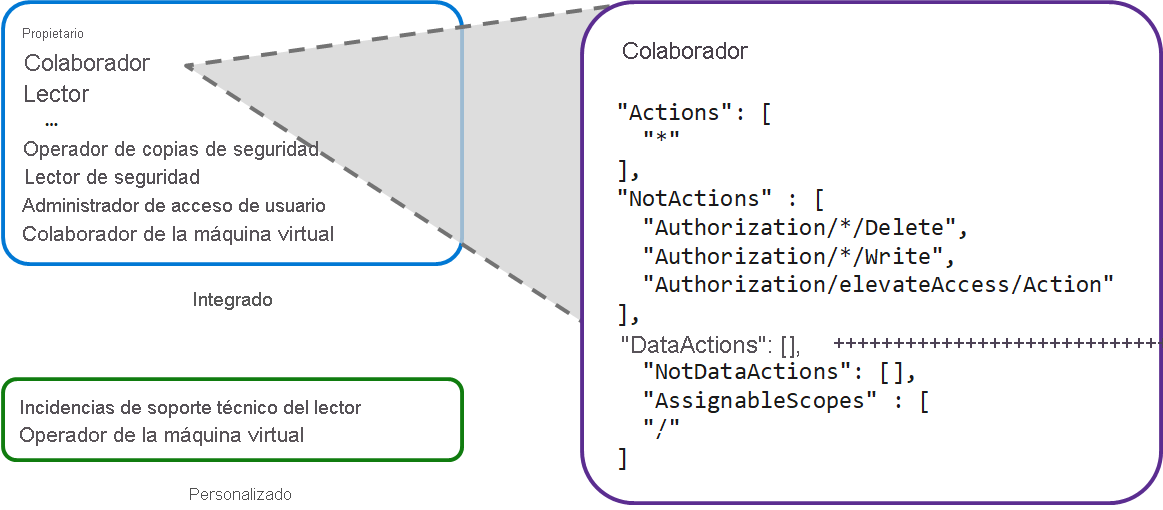 Propietario
Colaborador
Lector
...
Operador de copias de seguridad
Lector de seguridad
Administrador de acceso de usuario
Colaborador de la máquina virtual
Integrado
Incidencias de soporte técnico del lector
Operador de la máquina virtual
Personalizado
Colaborador
"Actions": [
"*"
],
"NotActions" : [
"Authorization/*/Delete",
"Authorization/*/Write",
"Authorization/elevateAccess/Action"
],
"DataActions": [], +++++++++++++++++++++++++++
"NotDataActions": [],
"AssignableScopes" : [
"/"
]